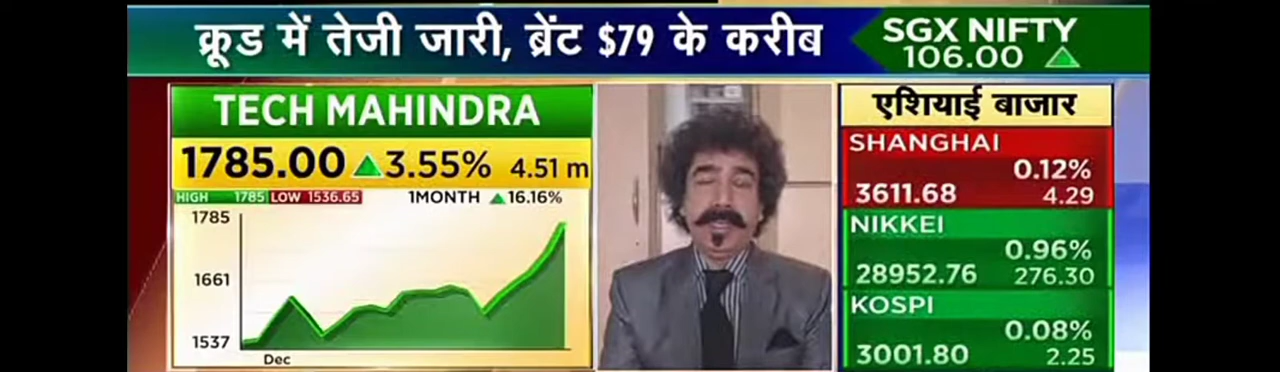 क्रूड में तेजी जारी, ब्रेंट $79 के करीब
SGX NIFTY
106.00
TECH MAHINDRA
1785.00 3.55% 4.51 m
HIGH 1785 LOW 1536.65 1MONTH 16.16%
1785
1661
1537
Dec
एशियाई बाजार
SHANGHAI
0.12%
3611.68 4.29
NIKKEI
0.96%
28952.76 276.30
KOSPI
0.08%
3001.80 2.25